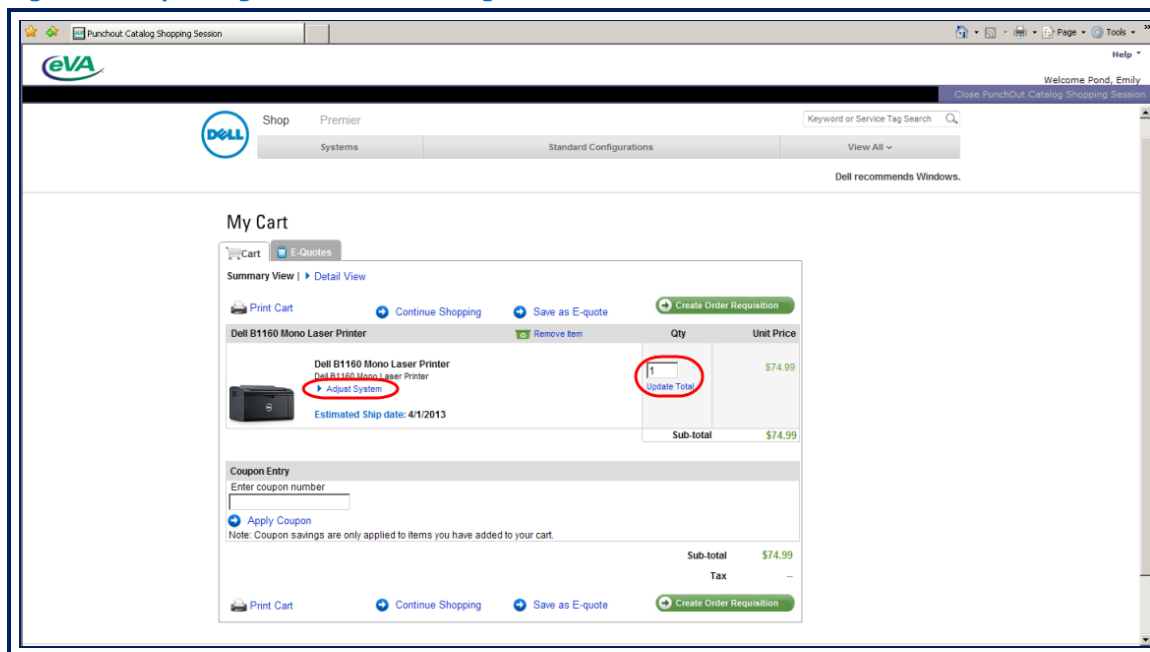 Punchout Catalog Shopping Session
Page Tools
Help
eVA
Welcome Pond, Emily
Close PunchOut Catalog Shopping Session
DELL
Shop Premier
Keyword or Service Tag Search
Systems Standard Configurations View All
Dell recommends Windows.
My Cart
Cart E-Quotes
Summary View | Detail View
Print Cart Continue Shopping Save as E-quote Create Order Requisition
Dell B1160 Mono Laser Printer Remove Item Qty Unit Price
Dell B1160 Mono Laser Printer 1 $74.99
Dell B1160 Mono Laser Printer
Adjust System Update Total
Estimated Ship date: 4/1/2013
Sub-total $74.99
Coupon Entry
Enter coupon number
Apply Coupon
Note: Coupon savings are only applied to items you have added to your cart.
Sub-total $74.99
Tax --
Print Cart Continue Shopping Save as E-quote Create Order Requisition